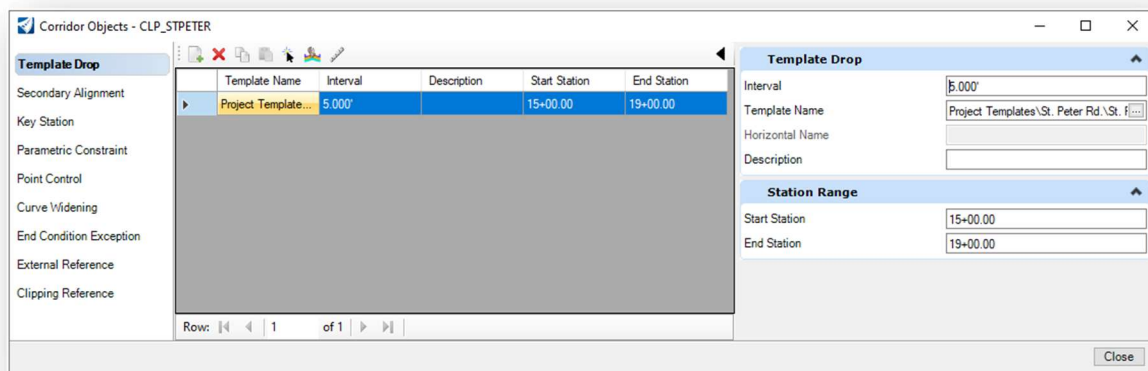 Corridor Objects - CLP_STPETER
Template Drop
Secondary Alignment
Key Station
Parametric Constraint
Point Control
Curve Widening
End Condition Exception
External Reference
Clipping Reference
Template Name Interval Description Start Station End Station
Project Template... 5.000' 15+00.00 19+00.00
Row: 1 of 1
Template Drop
Interval 5.000'
Template Name Project Templates\St. Peter Rd.\St. F ...
Horizontal Name
Description
Station Range
Start Station 15+00.00
End Station 19+00.00
Close